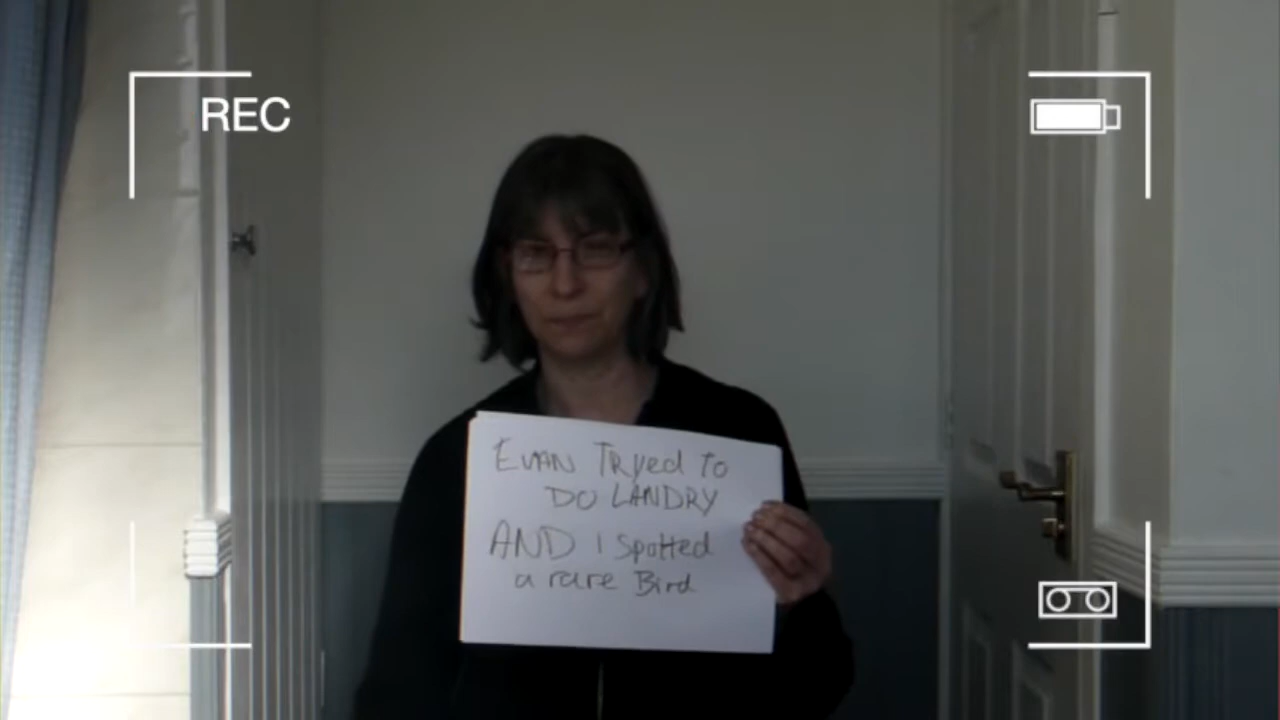 REC
EVAN TRyed to
DO LANDRY
AND I Spotted
a rare Bird